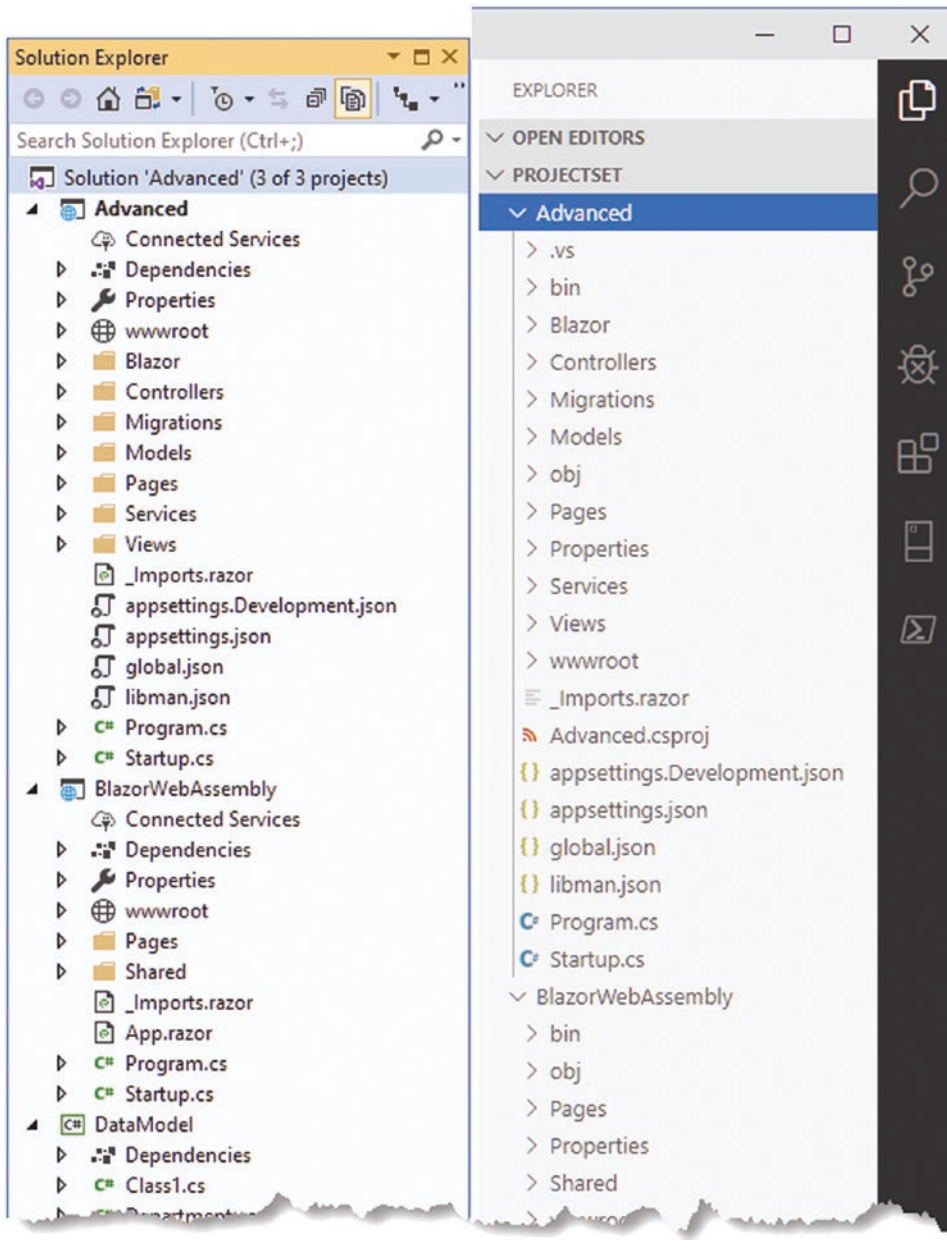 Solution Explorer
Search Solution Explorer (Ctrl+;)
Solution 'Advanced' (3 of 3 projects)
Advanced
Connected Services
Dependencies
Properties
wwwroot
Blazor
Controllers
Migrations
Models
Pages
Services
Views
_Imports.razor
appsettings.Development.json
appsettings.json
global.json
libman.json
C# Program.cs
C# Startup.cs
BlazorWebAssembly
Connected Services
Dependencies
Properties
wwwroot
Pages
Shared
_Imports.razor
App.razor
C# Program.cs
C# Startup.cs
C# DataModel
Dependencies
C# Class1.cs
EXPLORER
OPEN EDITORS
PROJECTSET
Advanced
.vs
bin
Blazor
Controllers
Migrations
Models
obj
Pages
Properties
Services
Views
wwwroot
_Imports.razor
Advanced.csproj
{} appsettings.Development.json
{} appsettings.json
{} global.json
{} libman.json
C# Program.cs
C# Startup.cs
BlazorWebAssembly
bin
obj
Pages
Properties
Shared